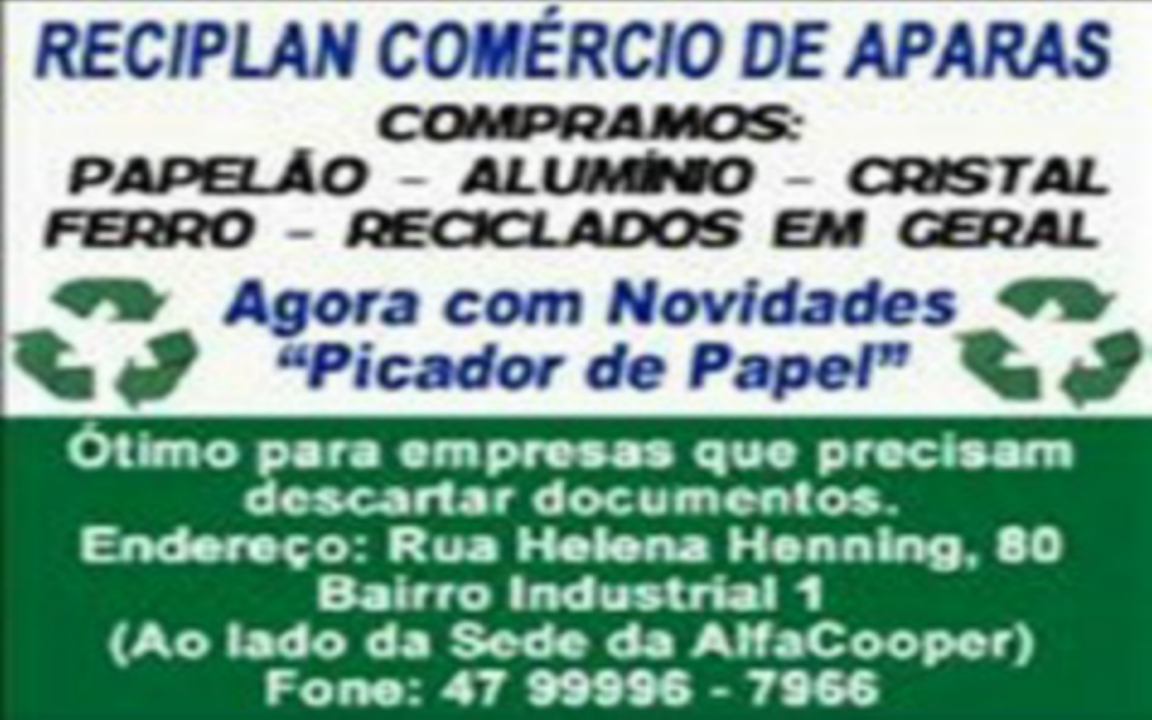 RECIPLAN COMÉRCIO DE APARAS
COMPRAMOS:
PAPELÃO - ALUMÍNIO - CRISTAL
FERRO - RECICLADOS EM GERAL
Agora com Novidades
“Picador de Papel”
Ótimo para empresas que precisam
descartar documentos.
Endereço: Rua Helena Henning, 80
Bairro Industrial 1
(Ao lado da Sede da AlfaCooper)
Fone: 47 99996 - 7966